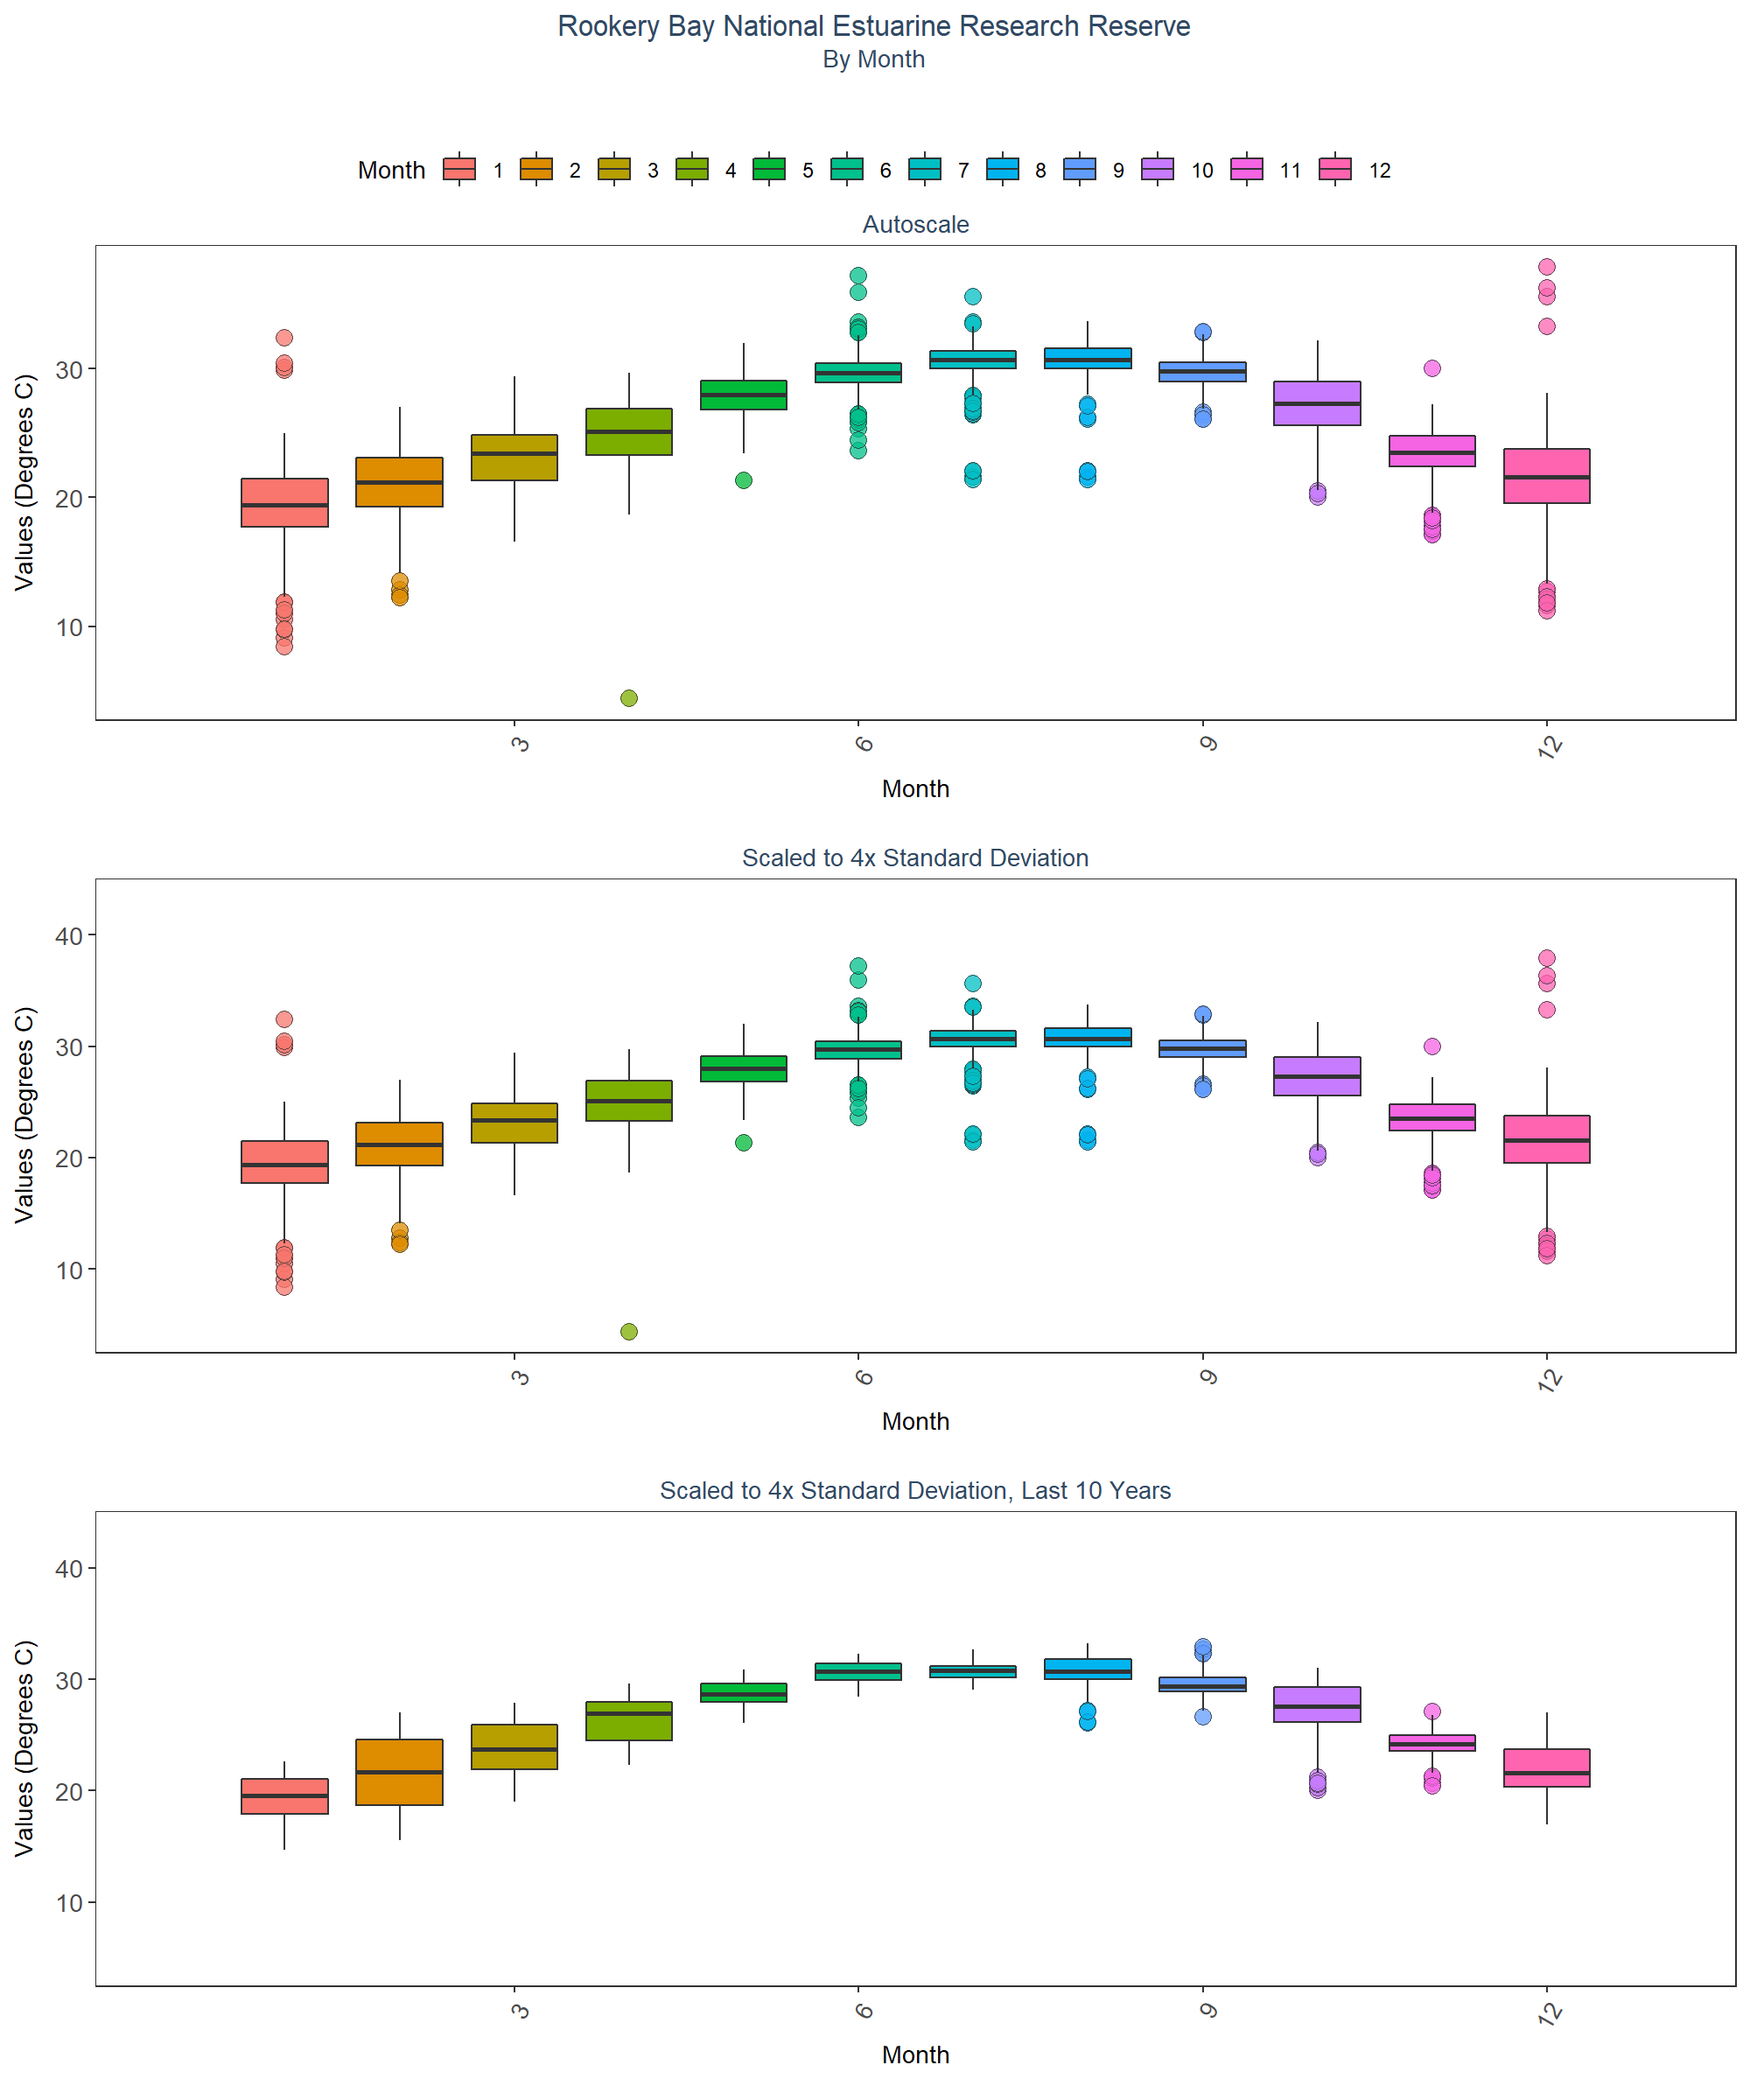 Rookery Bay National Estuarine Research Reserve
By Month
Month 1 2 3 4 5 6 7 8 9 10 11 12
Autoscale
Values (Degrees C)
30
20
10
3 6 9 12
Month
Scaled to 4x Standard Deviation
Values (Degrees C)
40
30
20
10
3 6 9 12
Month
Scaled to 4x Standard Deviation, Last 10 Years
Values (Degrees C)
40
30
20
10
3 6 9 12
Month